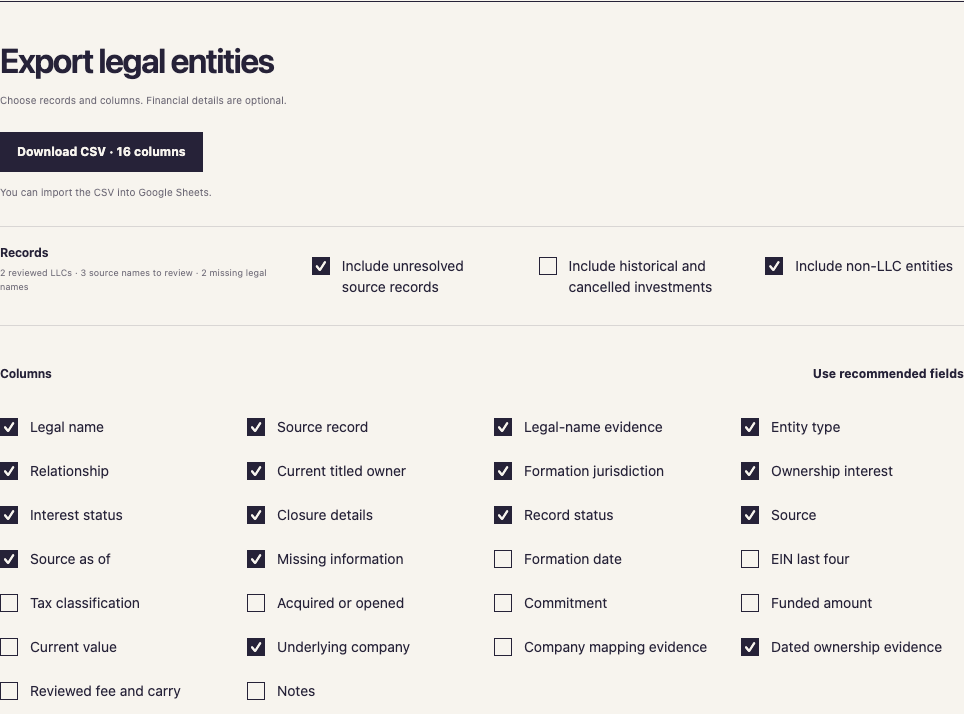 Export legal entities
Choose records and columns. Financial details are optional.
Download CSV · 16 columns
You can import the CSV into Google Sheets.
Records
2 reviewed LLCs · 3 source names to review · 2 missing legal
names
Include unresolved
source records
Include historical and
cancelled investments
Include non-LLC entities
Columns
Use recommended fields
Legal name
Source record
Legal-name evidence
Entity type
Relationship
Current titled owner
Formation jurisdiction
Ownership interest
Interest status
Closure details
Record status
Source
Source as of
Missing information
Formation date
EIN last four
Tax classification
Acquired or opened
Commitment
Funded amount
Current value
Underlying company
Company mapping evidence
Dated ownership evidence
Reviewed fee and carry
Notes